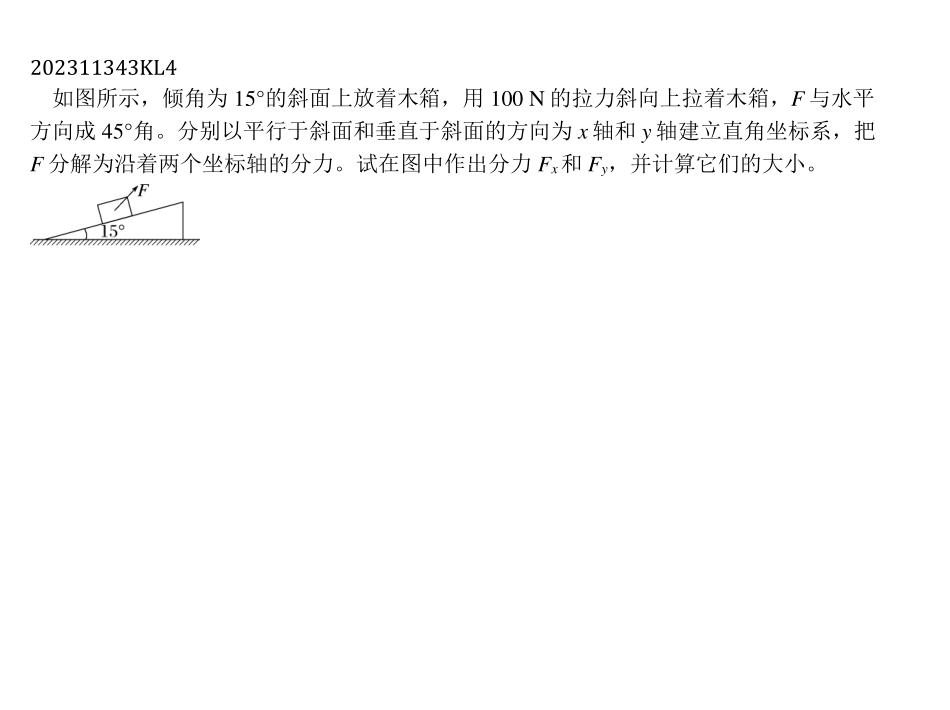 202311343KL4
如图所示，倾角为 15°的斜面上放着木箱，用 100 N 的拉力斜向上拉着木箱，F 与水平
方向成 45°角。分别以平行于斜面和垂直于斜面的方向为 x 轴和 y 轴建立直角坐标系，把
F 分解为沿着两个坐标轴的分力。试在图中作出分力 Fx和 Fy，并计算它们的大小。
F
15°